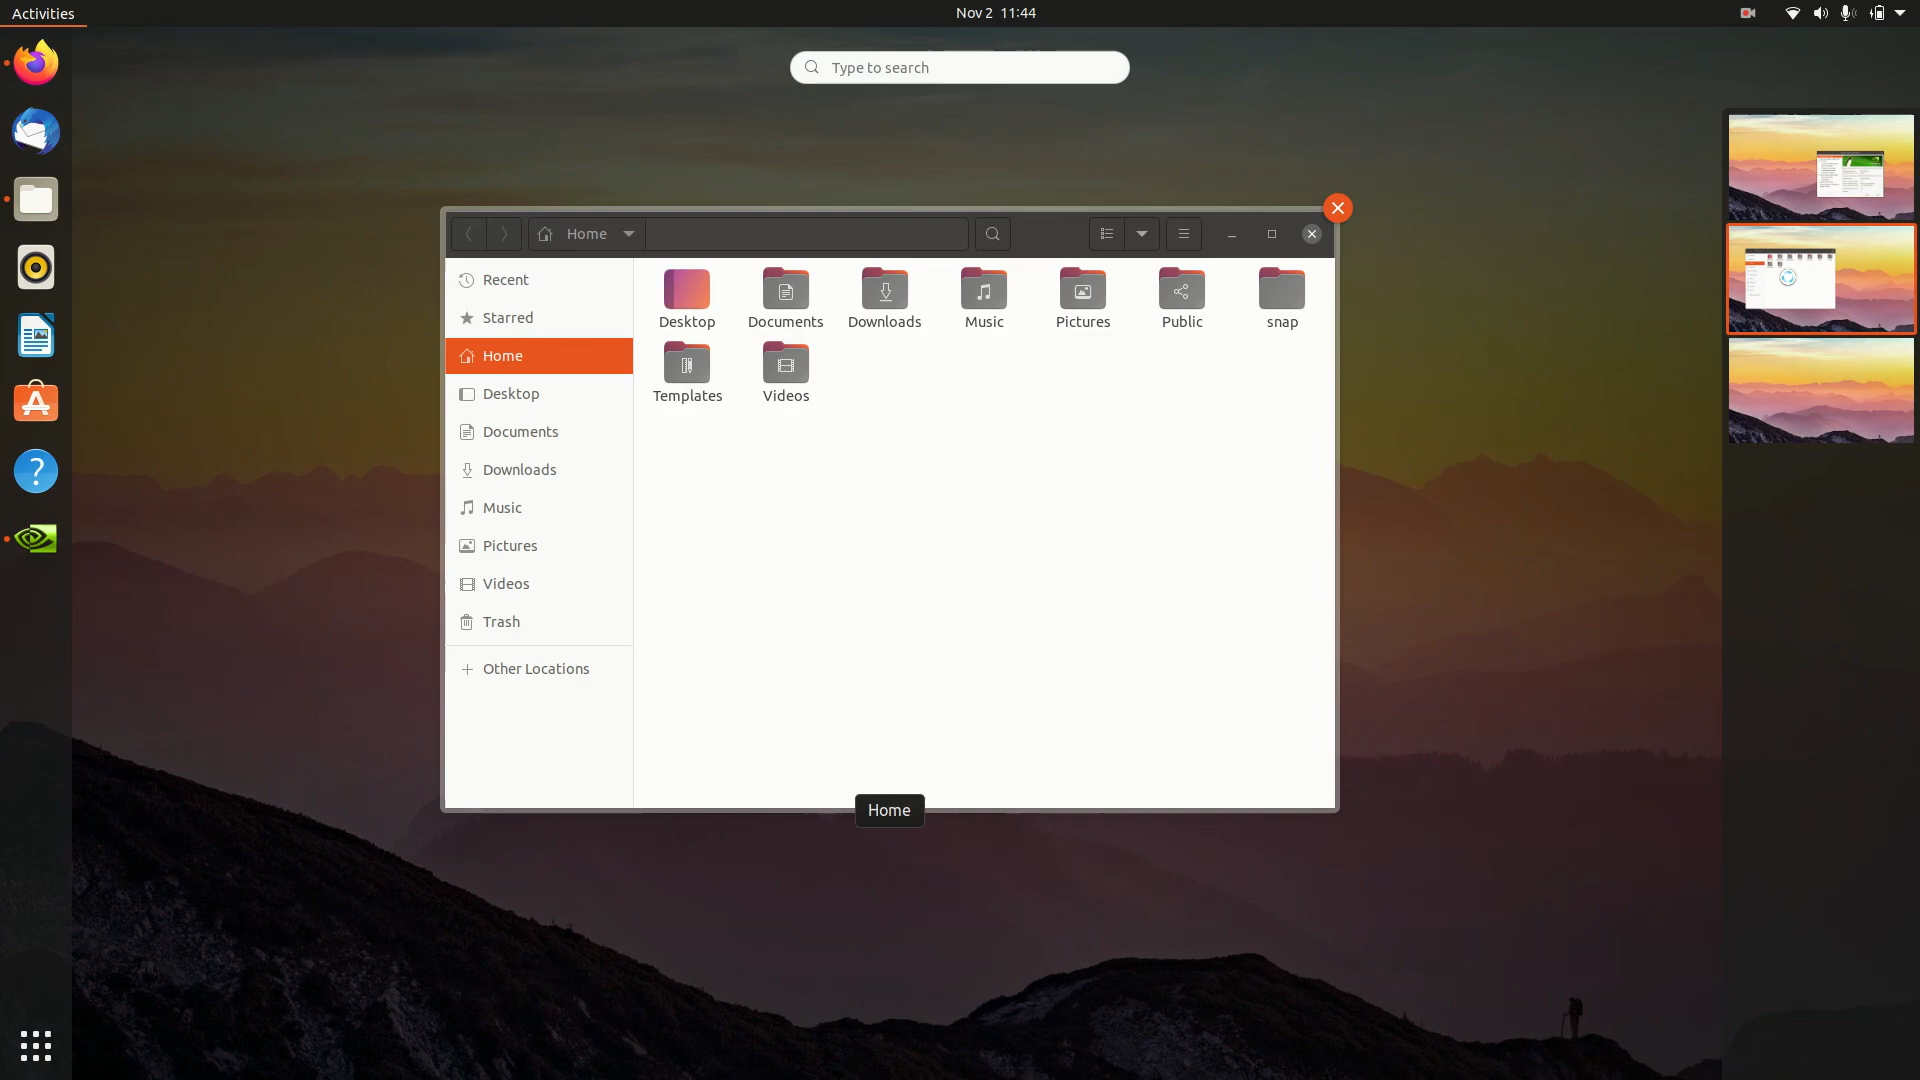 Activities
Nov 2 11:44
Type to search
Home
Recent
Starred
Home
Desktop
Documents
Downloads
Music
Pictures
Videos
Trash
Other Locations
Desktop
Documents
Downloads
Music
Pictures
Public
snap
Templates
Videos
Home